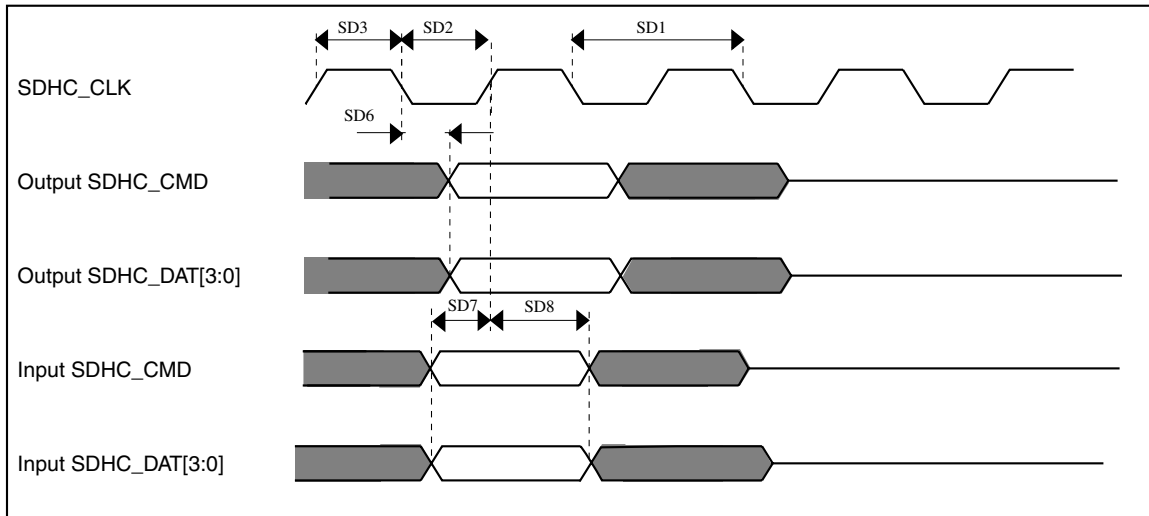 SD3 SD2 SD1
SDHC_CLK
SD6
Output SDHC_CMD
Output SDHC_DAT[3:0]
SD7 SD8
Input SDHC_CMD
Input SDHC_DAT[3:0]